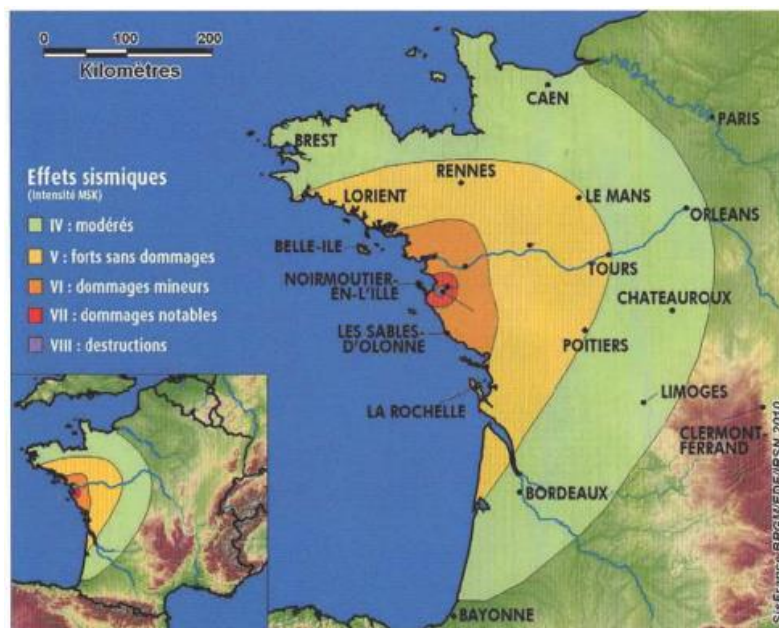 0 100 200
Kilomètres
CAEN
PARIS
BREST
Effets sismiques
(Intensité MSK)
RENNES
LORIENT
LE MANS
IV : modérés
ORLEANS
V : forts sans dommages
BELLE-ILE
VI : dommages mineurs
NOIRMOUTIER-
EN-L'ILLE
TOURS
VII : dommages notables
CHATEAUROUX
VIII : destructions
LES SABLES-
D'OLONNE
POITIERS
LIMOGES
LA ROCHELLE
CLERMONT-
FERRAND
BORDEAUX
BAYONNE
2010